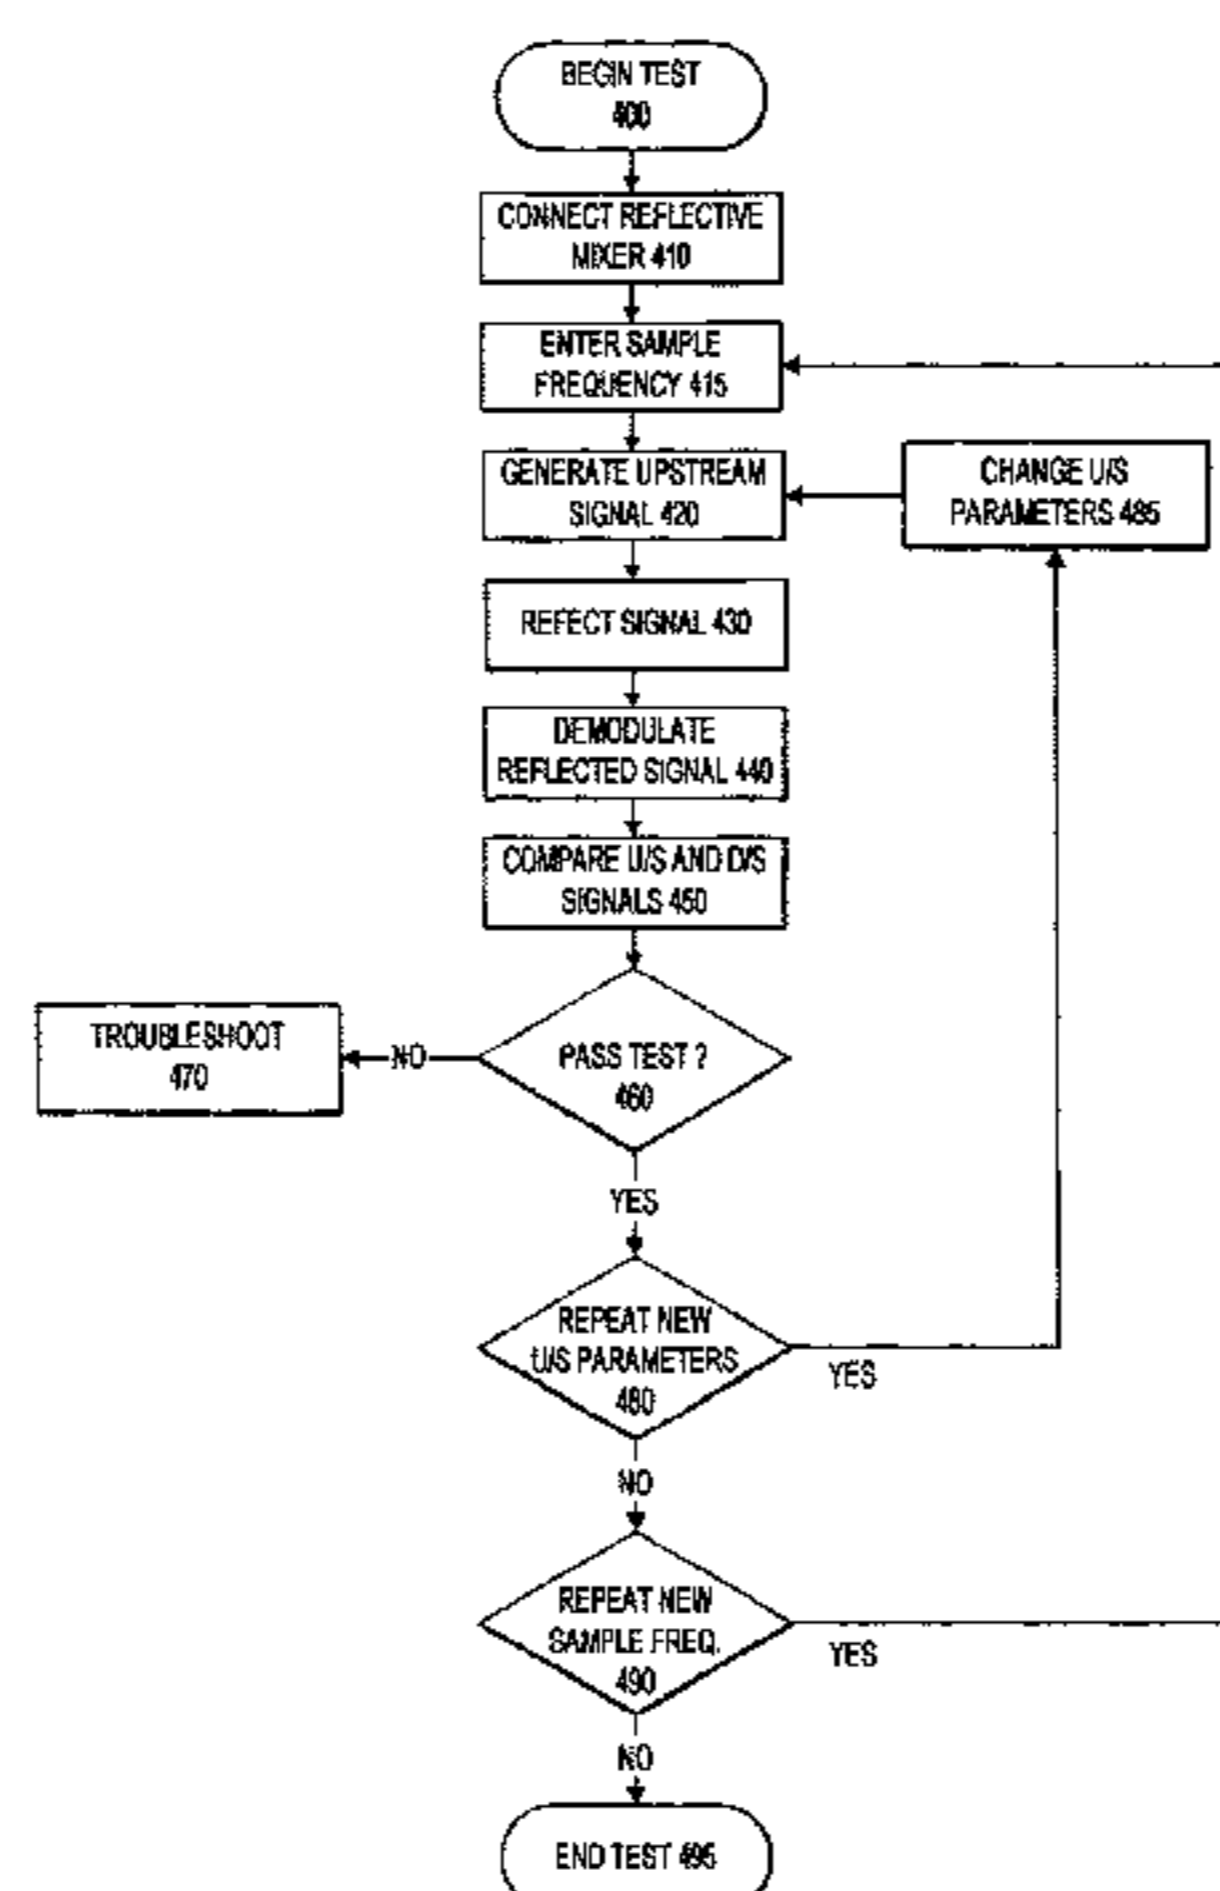 BEGIN TEST
400
CONNECT REFLECTIVE
MIXER 410
ENTER SAMPLE
FREQUENCY 415
GENERATE UPSTREAM
SIGNAL 420
CHANGE U/S
PARAMETERS 485
REFECT SIGNAL 430
DEMODULATE
REFLECTED SIGNAL 440
COMPARE U/S AND D/S
SIGNALS 450
TROUBLESHOOT
470
NO
PASS TEST ?
460
YES
REPEAT NEW
U/S PARAMETERS
480
YES
NO
REPEAT NEW
SAMPLE FREQ.
490
YES
NO
END TEST 495